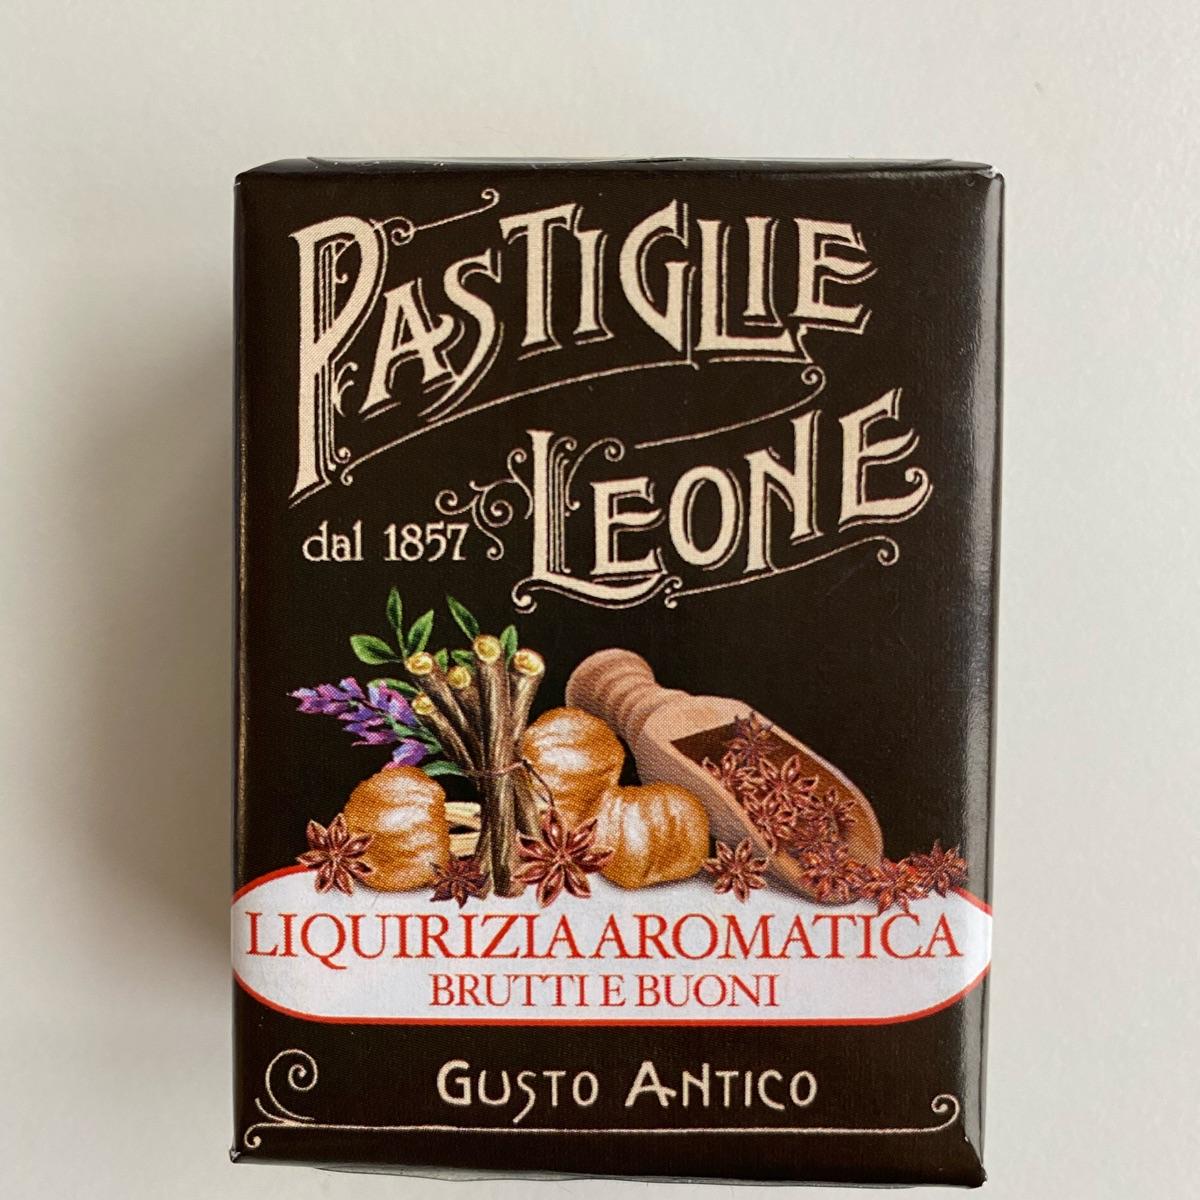 PASTIGLIE
LEONE
dal 1857
LIQUIRIZIA AROMATICA
BRUTTI E BUONI
GUSTO ANTICO